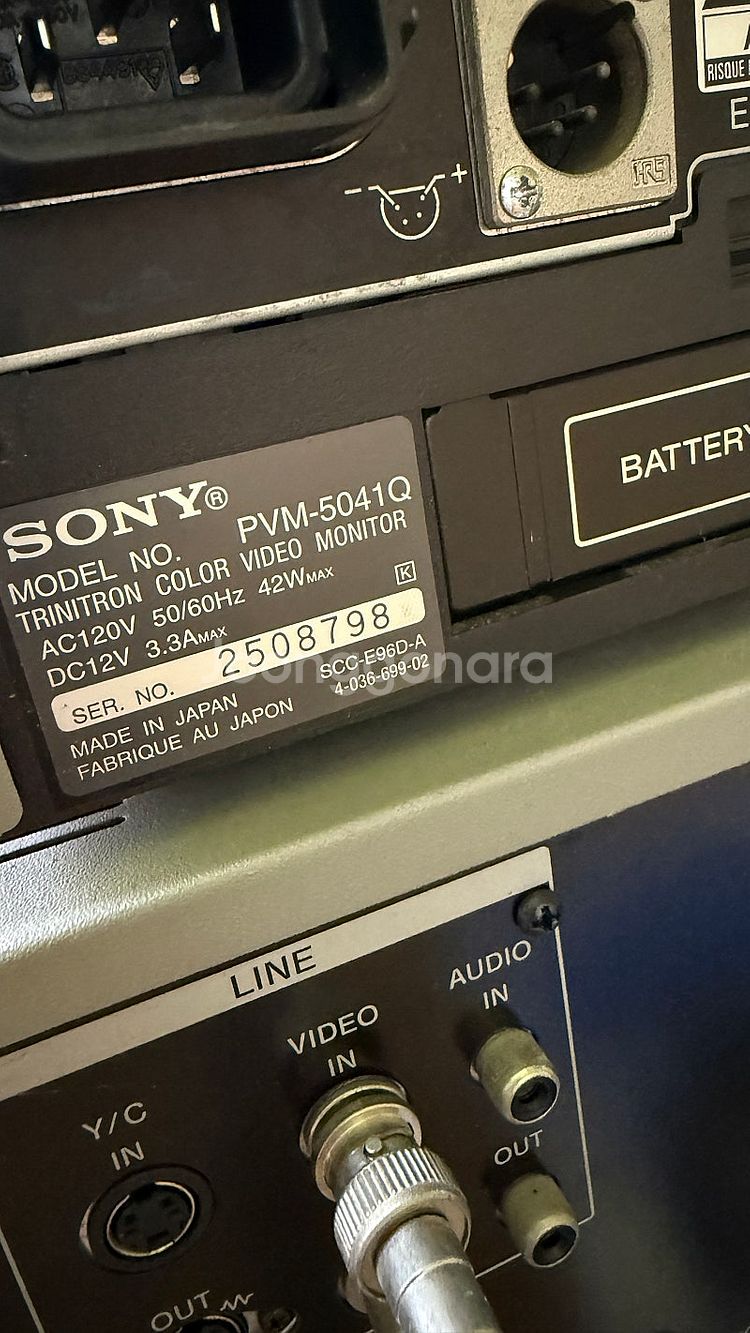 RISQUE
E
- +
HRS
BATTERY
SONY®
MODEL NO. PVM-5041Q
TRINITRON COLOR VIDEO MONITOR
AC120V 50/60Hz 42WMAX
DC12V 3.3AMAX
K
SER. NO. 2508798
SCC-E96D-A
MADE IN JAPAN 4-036-699-02
FABRIQUE AU JAPON
Joonggonara
LINE
AUDIO
IN
VIDEO
IN
Y/C
IN
OUT
OUT